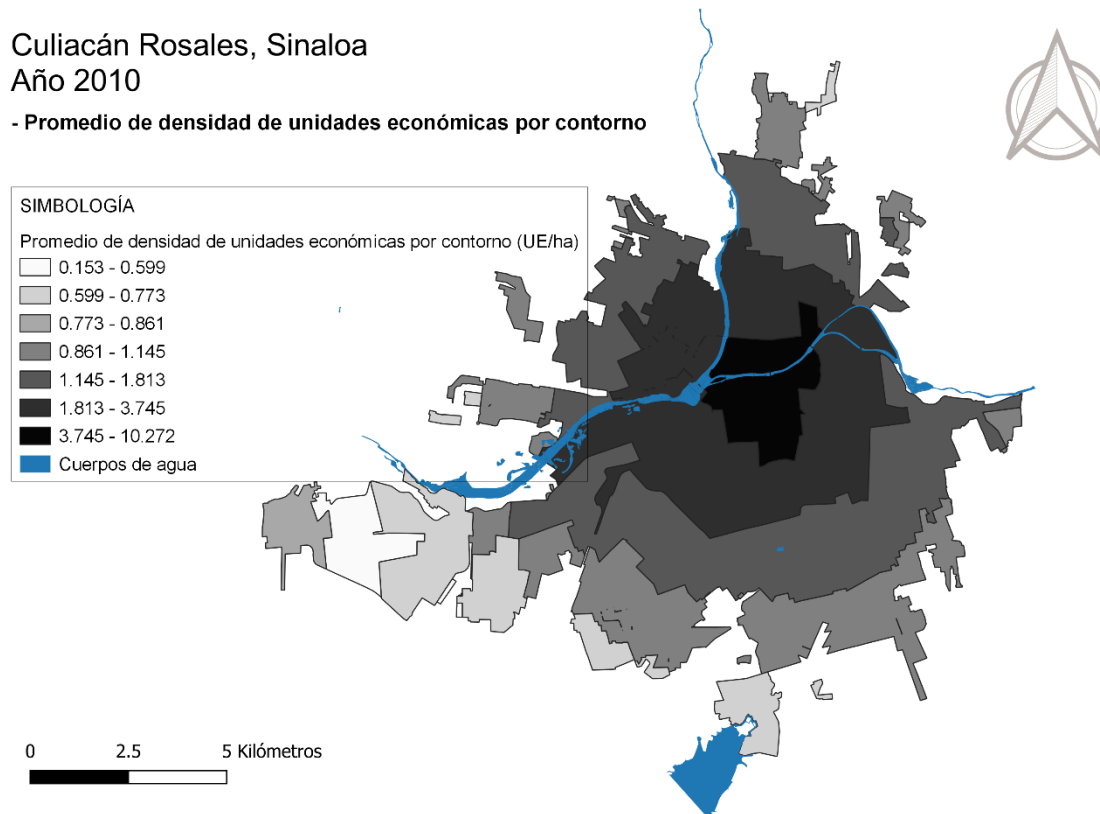 Culiacán Rosales, Sinaloa
Año 2010
- Promedio de densidad de unidades económicas por contorno
SIMBOLOGÍA
Promedio de densidad de unidades económicas por contorno (UE/ha)
0.153 - 0.599
0.599 - 0.773
0.773 - 0.861
0.861 - 1.145
1.145 - 1.813
1.813 - 3.745
3.745 - 10.272
Cuerpos de agua
0 2.5 5 Kilómetros